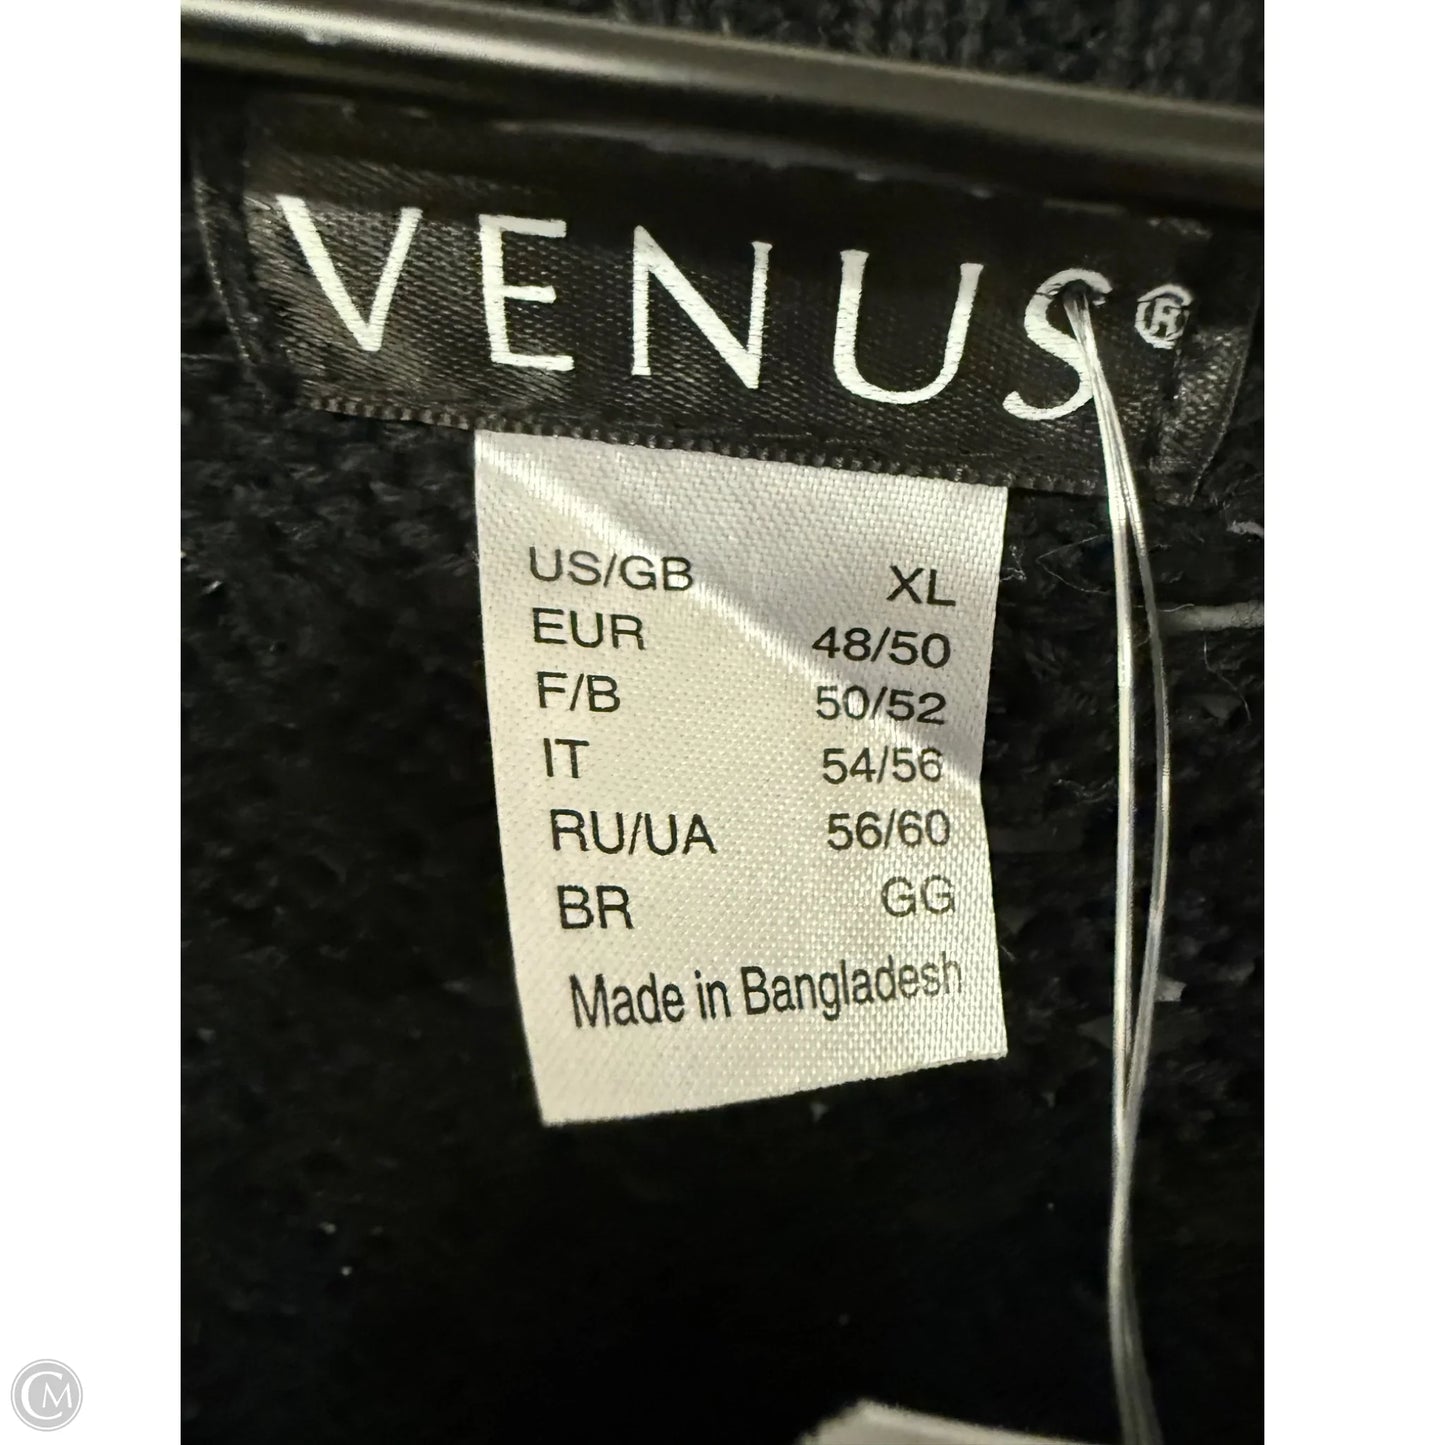 VENUS®
US/GB XL
EUR 48/50
F/B 50/52
IT 54/56
RU/UA 56/60
BR GG
Made in Bangladesh
CM